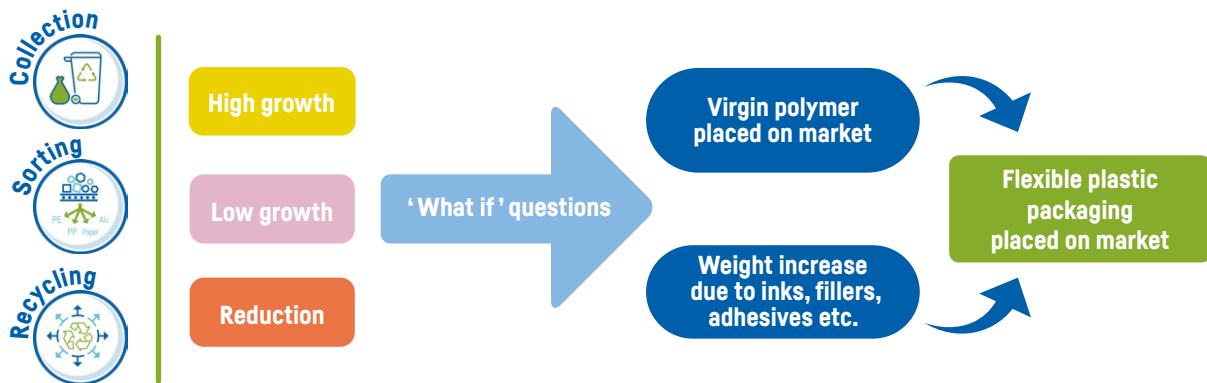 Collection
Sorting
PE
Alu
PP
Paper
Recycling
High growth
Low growth
Reduction
‘What if’ questions
Virgin polymer
placed on market
Weight increase
due to inks, fillers,
adhesives etc.
Flexible plastic
packaging
placed on market